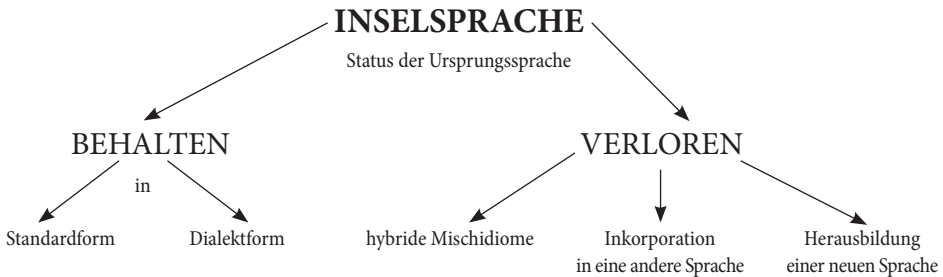 INSELSPRACHE
Status der Ursprungssprache
BEHALTEN
VERLOREN
in
Standardform
Dialektform
hybride Mischidiome
Inkorporation
in eine andere Sprache
Herausbildung
einer neuen Sprache